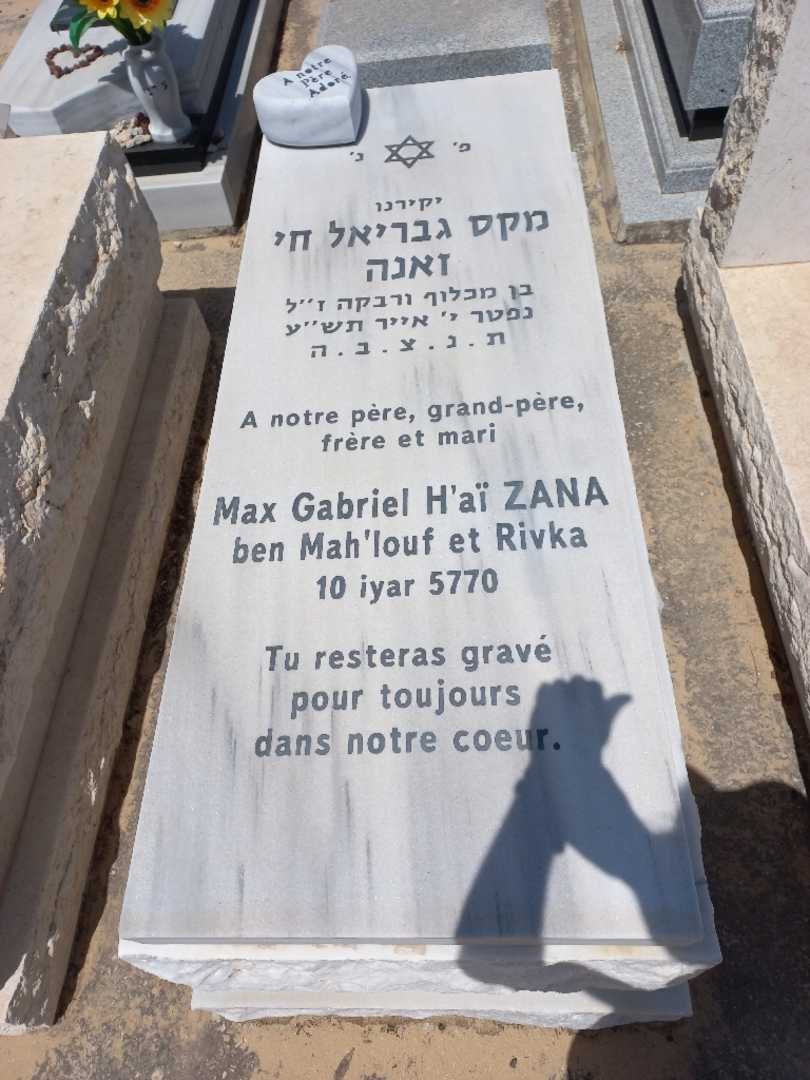 A notre
Père
Adoré
פ' נ'
יקירנו
מקס גבריאל חי
זאנה
בן מכלוף ורבקה ז''ל
נפטר י' אייר תש''ע
ת . נ . צ . ב . ה
A notre père, grand-père,
frère et mari
Max Gabriel H'aï ZANA
ben Mah'louf et Rivka
10 iyar 5770
Tu resteras gravé
pour toujours
dans notre coeur.